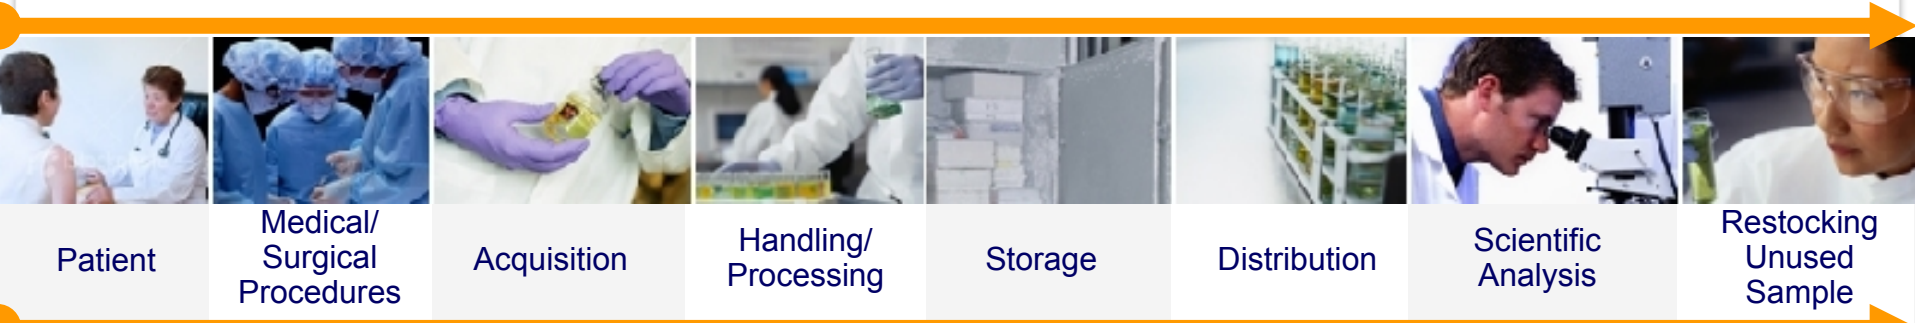 Patient
Medical/
Surgical
Procedures
Acquisition
Handling/
Processing
Storage
Distribution
Scientific
Analysis
Restocking
Unused
Sample